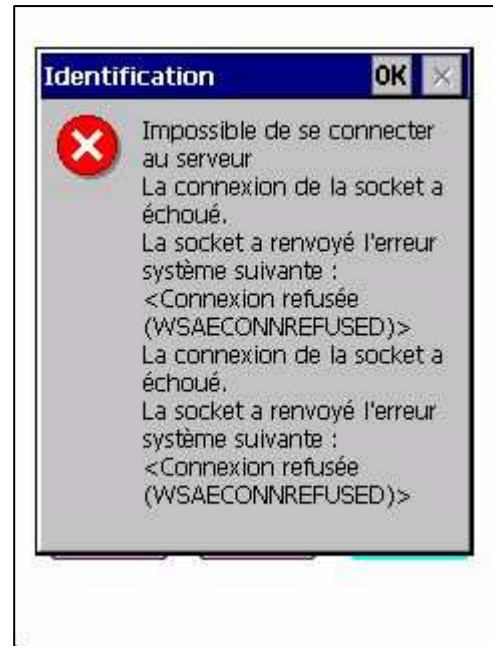 Identification OK
Impossible de se connecter
au serveur
La connexion de la socket a
échoué.
La socket a renvoyé l'erreur
système suivante :
<Connexion refusée
(WSAECONNREFUSED)>
La connexion de la socket a
échoué.
La socket a renvoyé l'erreur
système suivante :
<Connexion refusée
(WSAECONNREFUSED)>